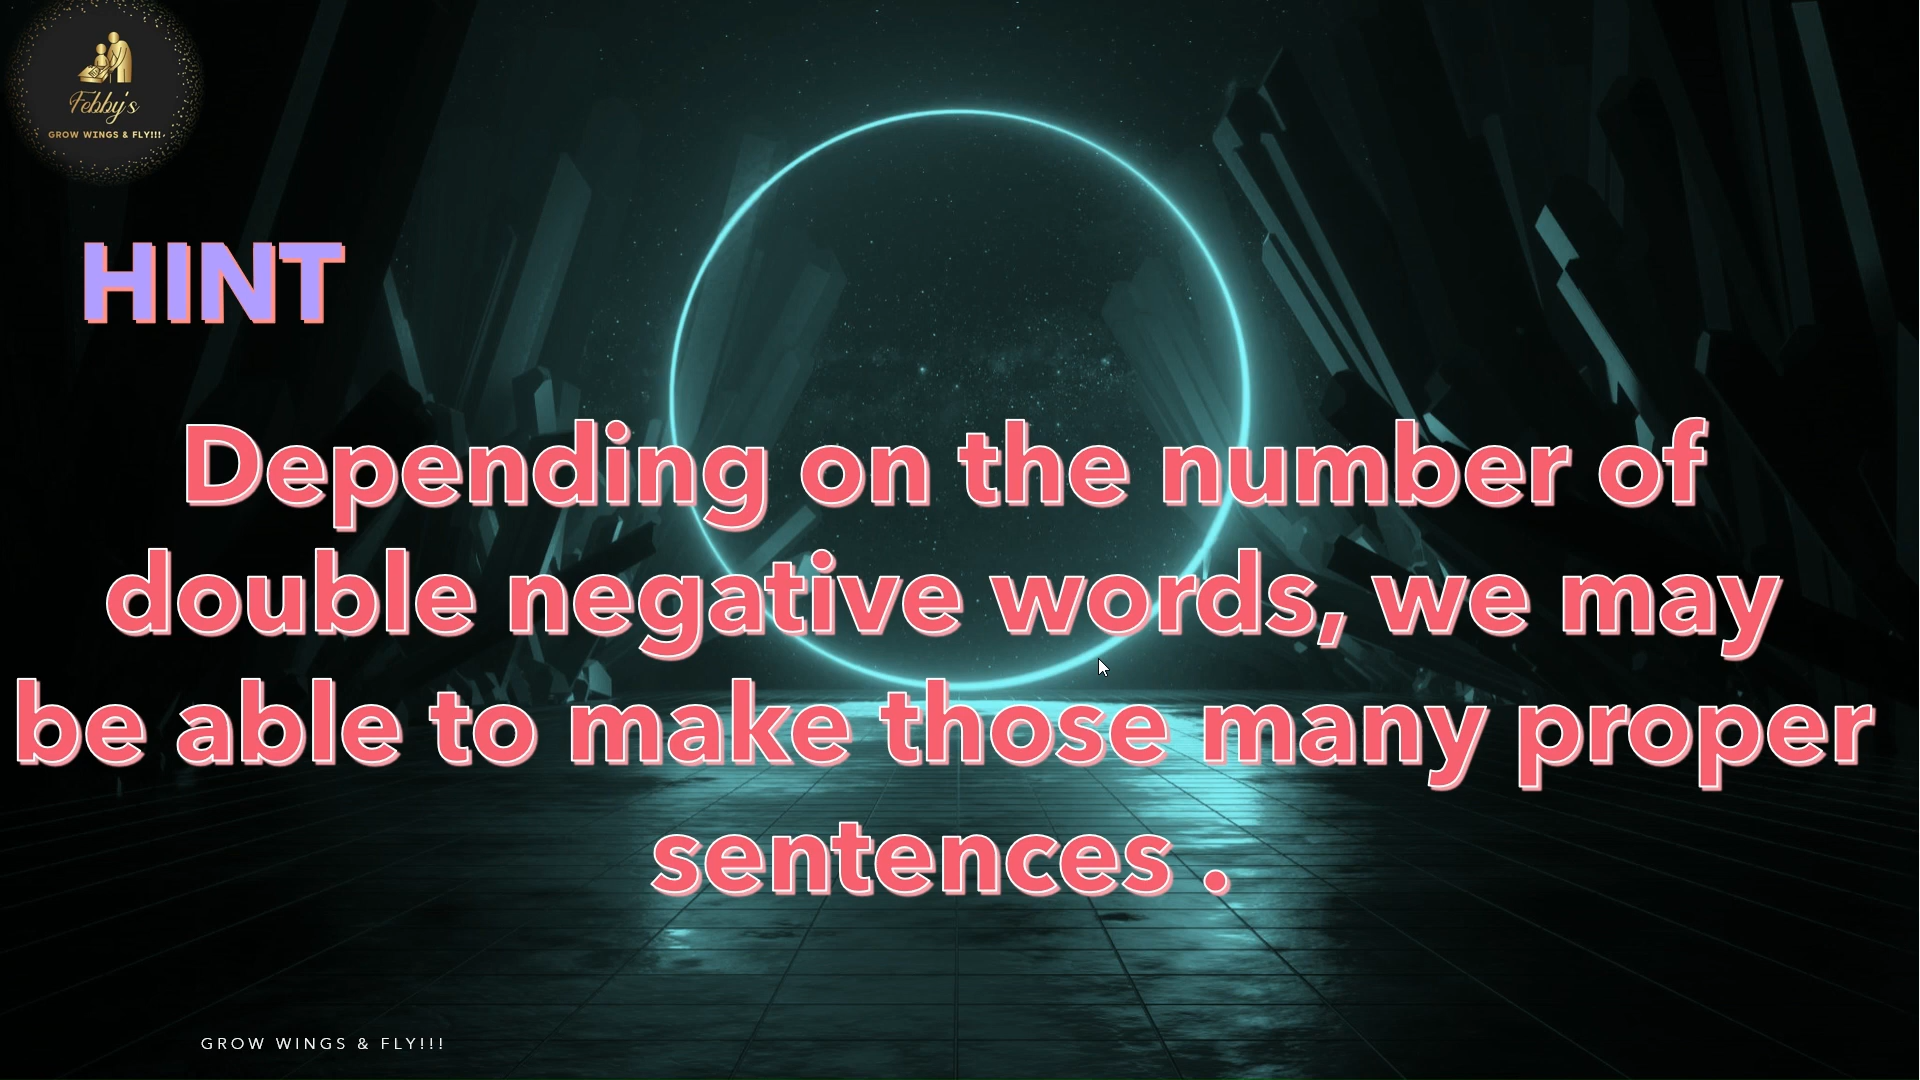 Febby's
GROW WINGS & FLY!!!
HINT
Depending on the number of
double negative words, we may
be able to make those many proper
sentences .
GROW WINGS & FLY!!!